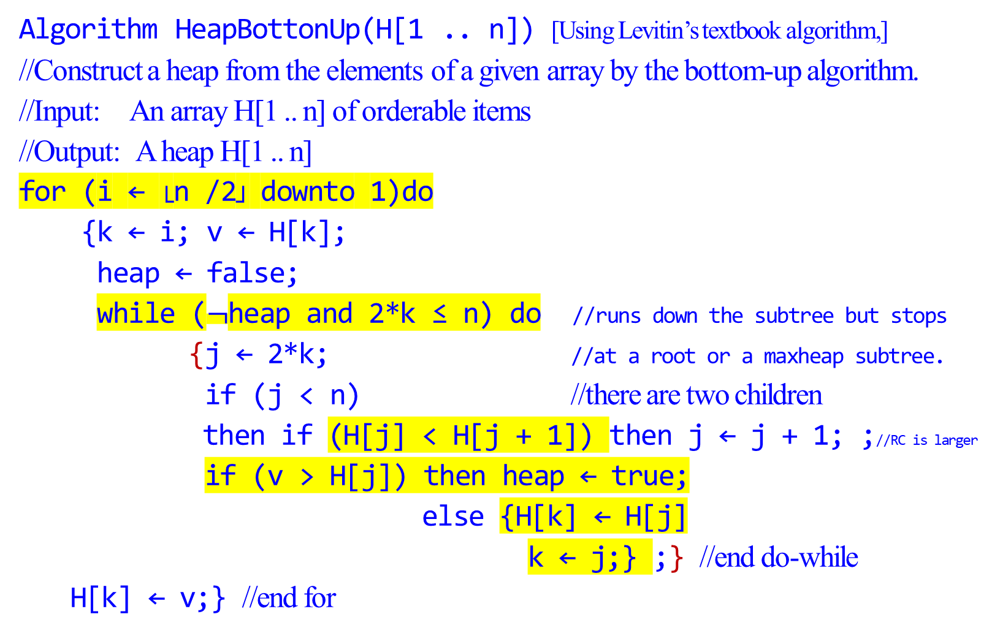 Algorithm HeapBottonUp(H[1 .. n]) [Using Levitin’s textbook algorithm,]
//Construct a heap from the elements of a given array by the bottom-up algorithm.
//Input: An array H[1 .. n] of orderable items
//Output: A heap H[1 .. n]
for (i ← ⌊n /2⌋ downto 1)do
{k ← i; v ← H[k];
heap ← false;
while (¬heap and 2*k ≤ n) do //runs down the subtree but stops
{j ← 2*k; //at a root or a maxheap subtree.
if (j < n) //there are two children
then if (H[j] < H[j + 1]) then j ← j + 1; ;//RC is larger
if (v > H[j]) then heap ← true;
else {H[k] ← H[j]
k ← j;} ;} //end do-while
H[k] ← v;} //end for